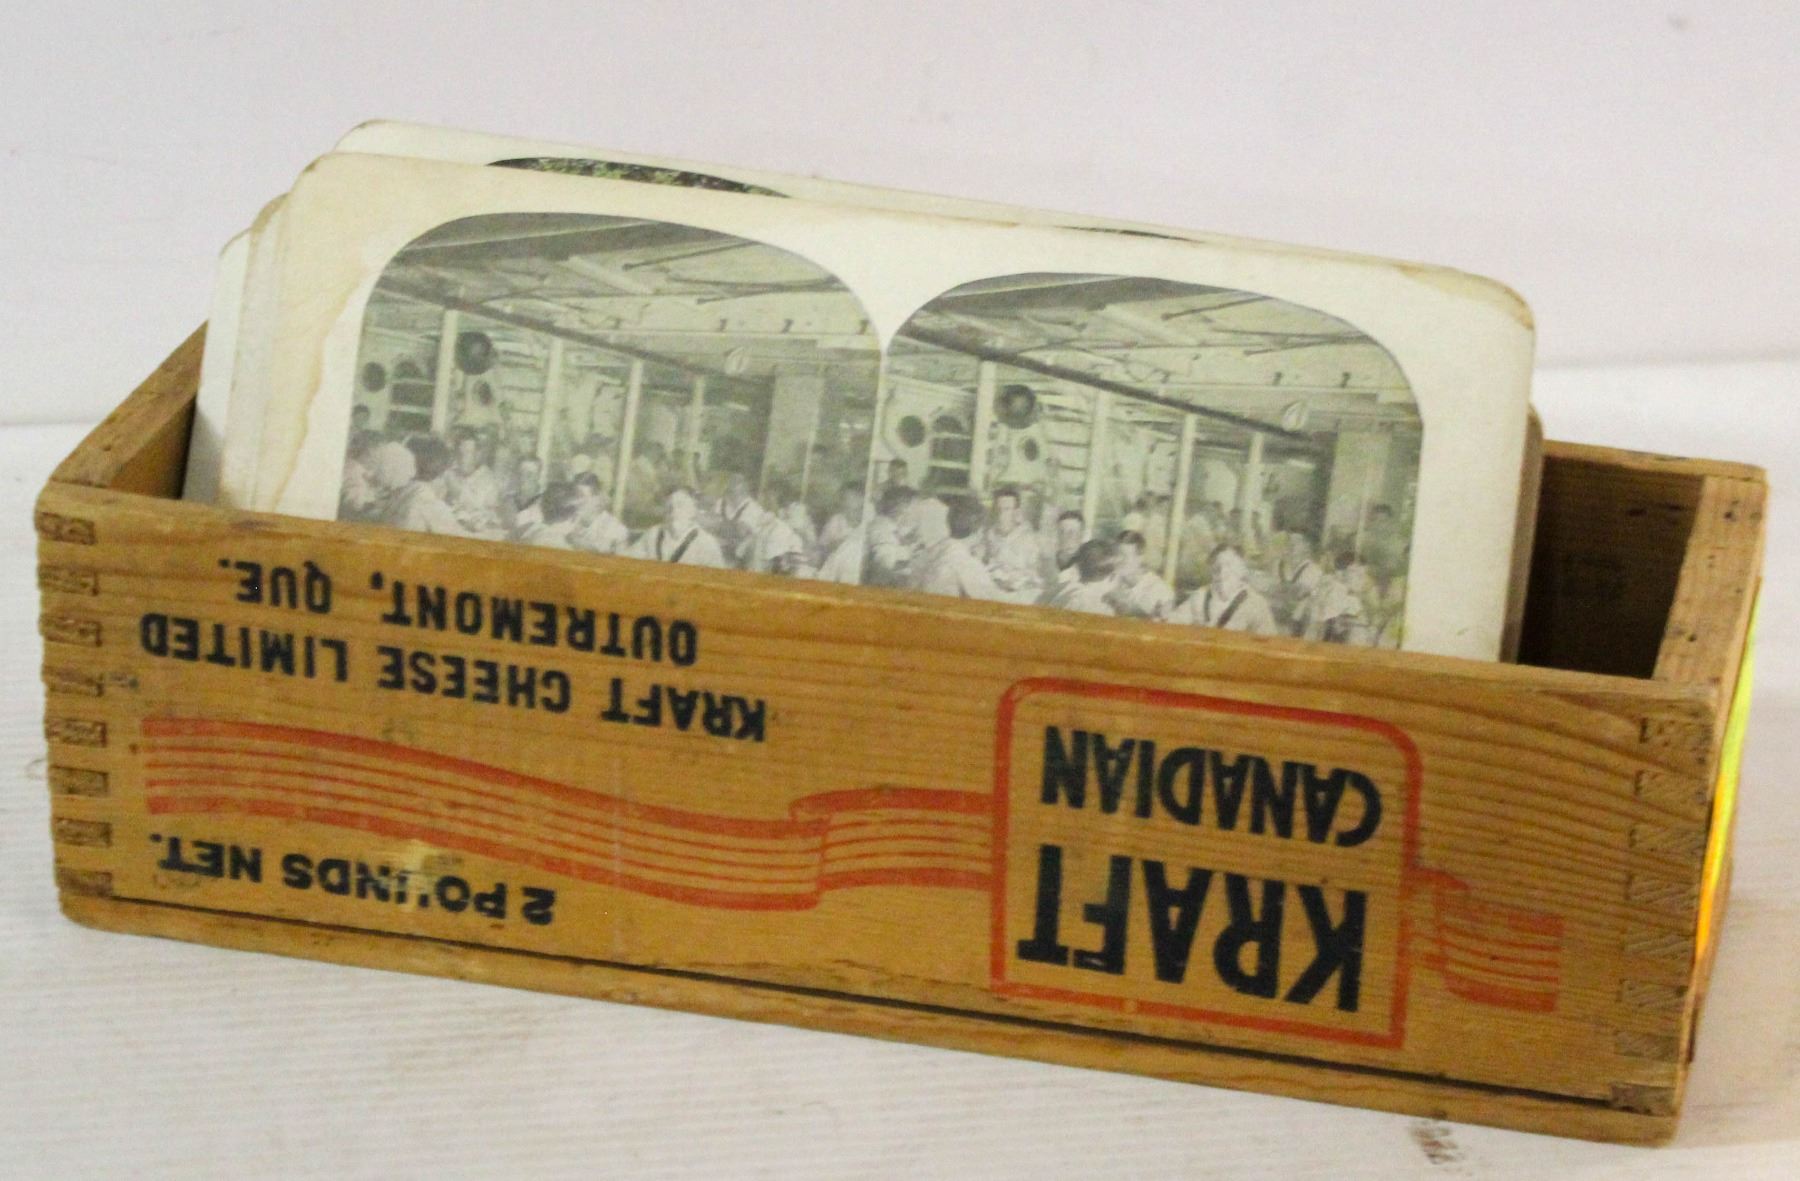 KRAFT
CANADIAN
2 POUNDS NET.
KRAFT CHEESE LIMITED
OUTREMONT, QUE.